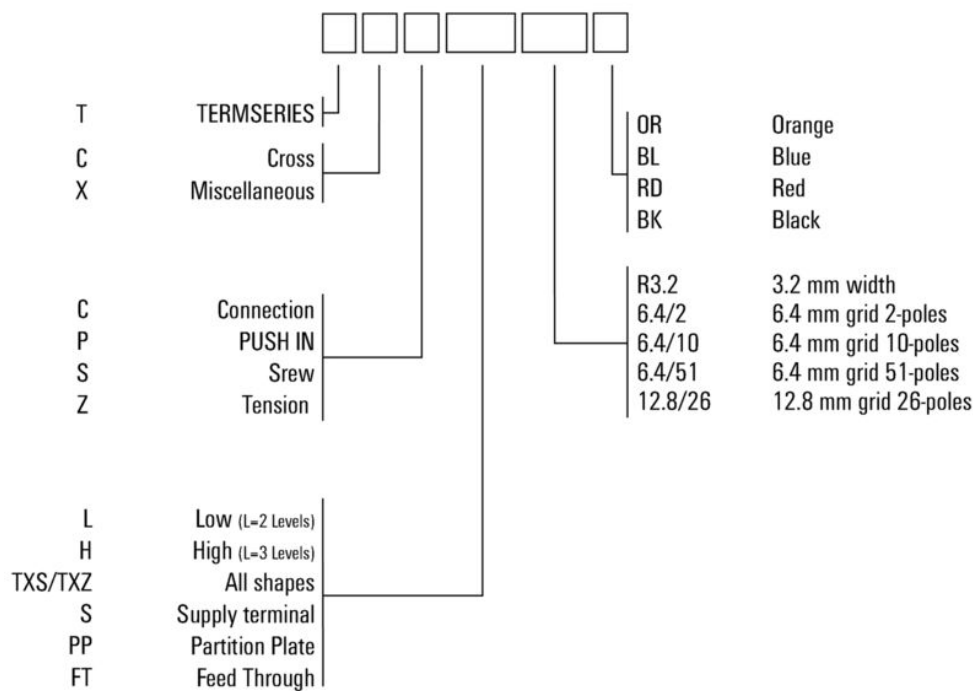 T TERMSERIES
C Cross
X Miscellaneous
C Connection
P PUSH IN
S Srew
Z Tension
L Low (L=2 Levels)
H High (L=3 Levels)
TXS/TXZ All shapes
S Supply terminal
PP Partition Plate
FT Feed Through
OR Orange
BL Blue
RD Red
BK Black
R3.2 3.2 mm width
6.4/2 6.4 mm grid 2-poles
6.4/10 6.4 mm grid 10-poles
6.4/51 6.4 mm grid 51-poles
12.8/26 12.8 mm grid 26-poles